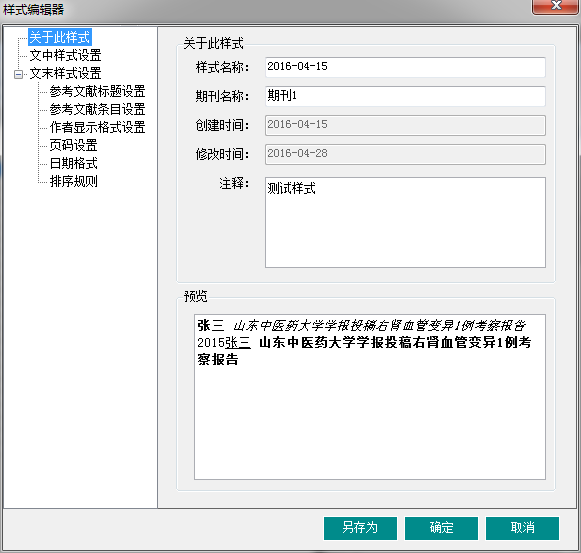 样式编辑器
关于此样式
文中样式设置
文末样式设置
参考文献标题设置
参考文献条目设置
作者显示格式设置
页码设置
日期格式
排序规则
关于此样式
样式名称： 2016-04-15
期刊名称： 期刊1
创建时间： 2016-04-15
修改时间： 2016-04-28
注释： 测试样式
预览
张三 山东中医药大学学报投稿右肾血管变异1例考察报告
2015张三 山东中医药大学学报投稿右肾血管变异1例考
察报告
另存为 确定 取消